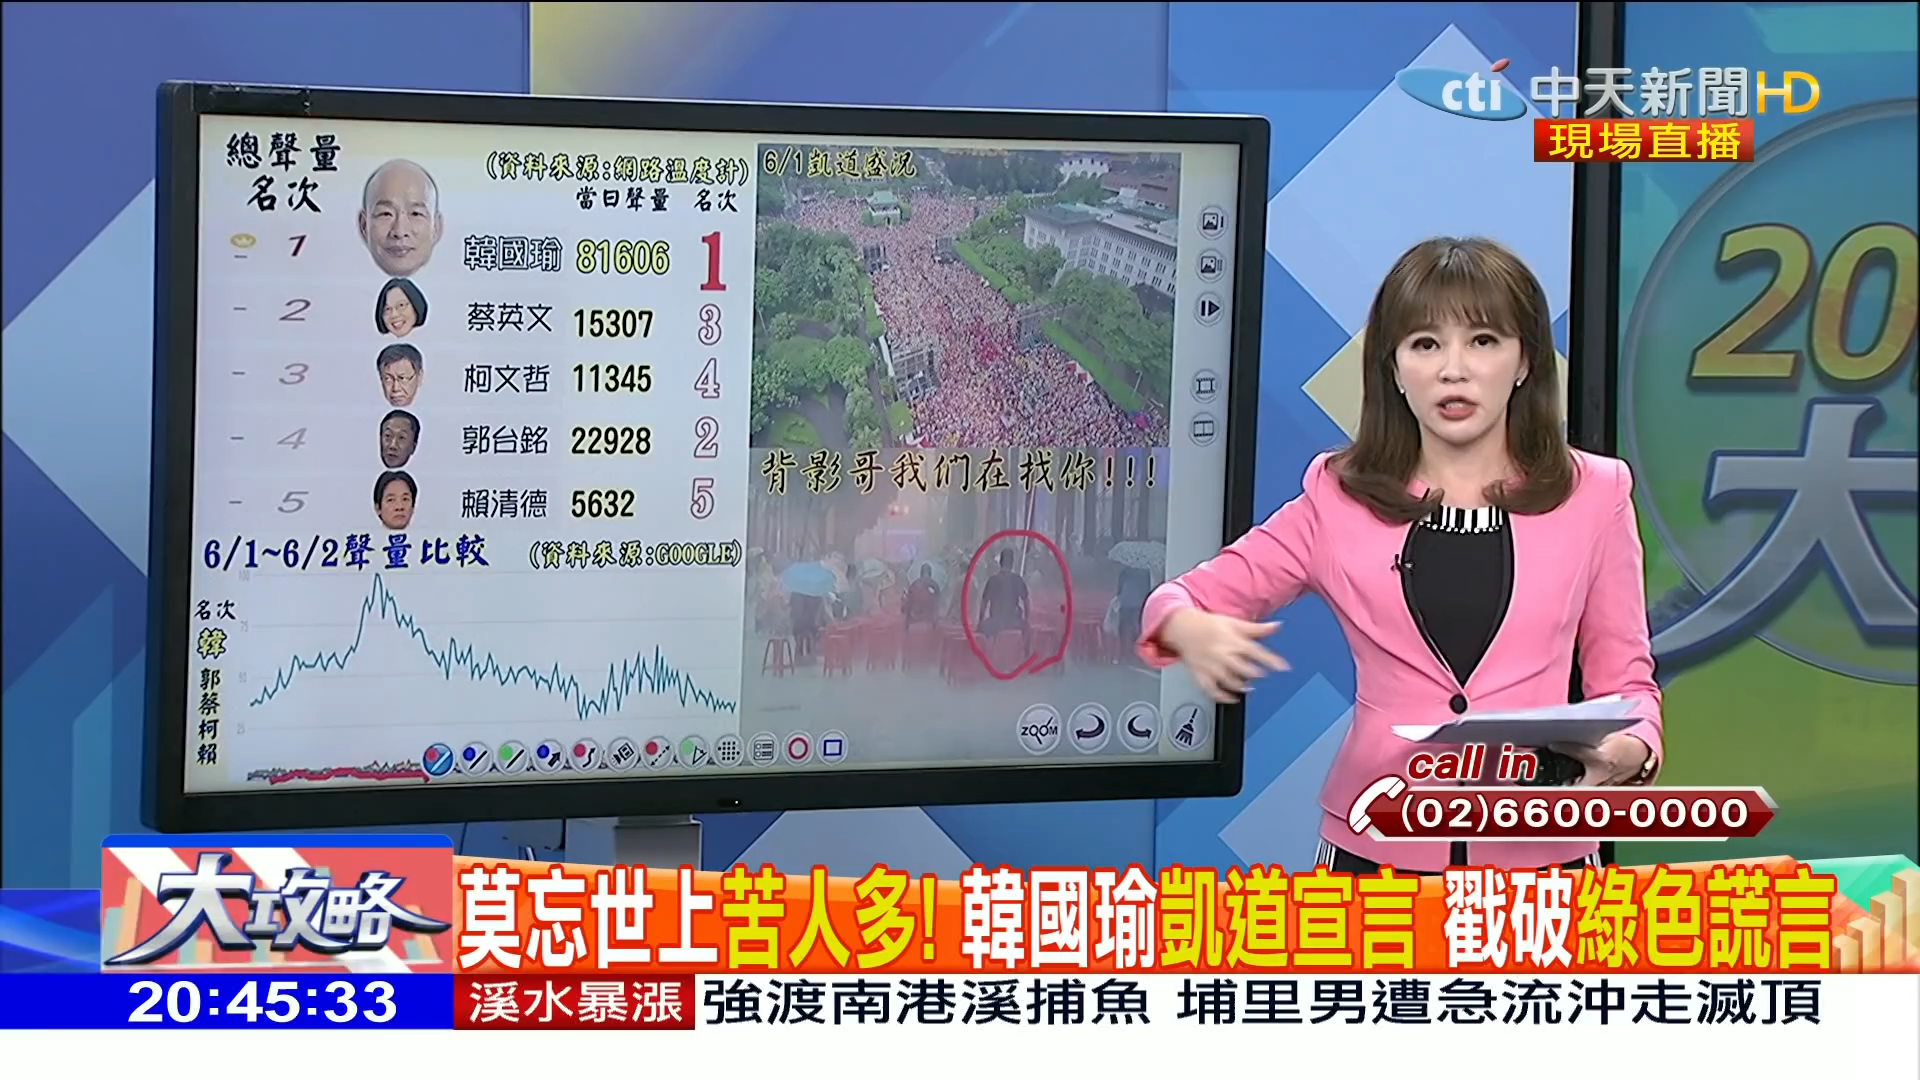 cti 中天新聞HD
現場直播
總聲量
名次
(資料來源:網路溫度計)
當日聲量 名次
1 韓國瑜 81606 1
2 蔡英文 15307 3
3 柯文哲 11345 4
4 郭台銘 22928 2
5 賴清德 5632 5
6/1~6/2聲量比較
(資料來源:GOOGLE)
100
75
50
25
名次
韓
郭
蔡
柯
賴
6/1凱道盛況
背影哥我們在找你!!!
ZOOM
20
大
call in
(02)6600-0000
大攻略
莫忘世上苦人多! 韓國瑜凱道宣言 戳破綠色謊言
20:45:33
溪水暴漲
強渡南港溪捕魚 埔里男遭急流沖走滅頂